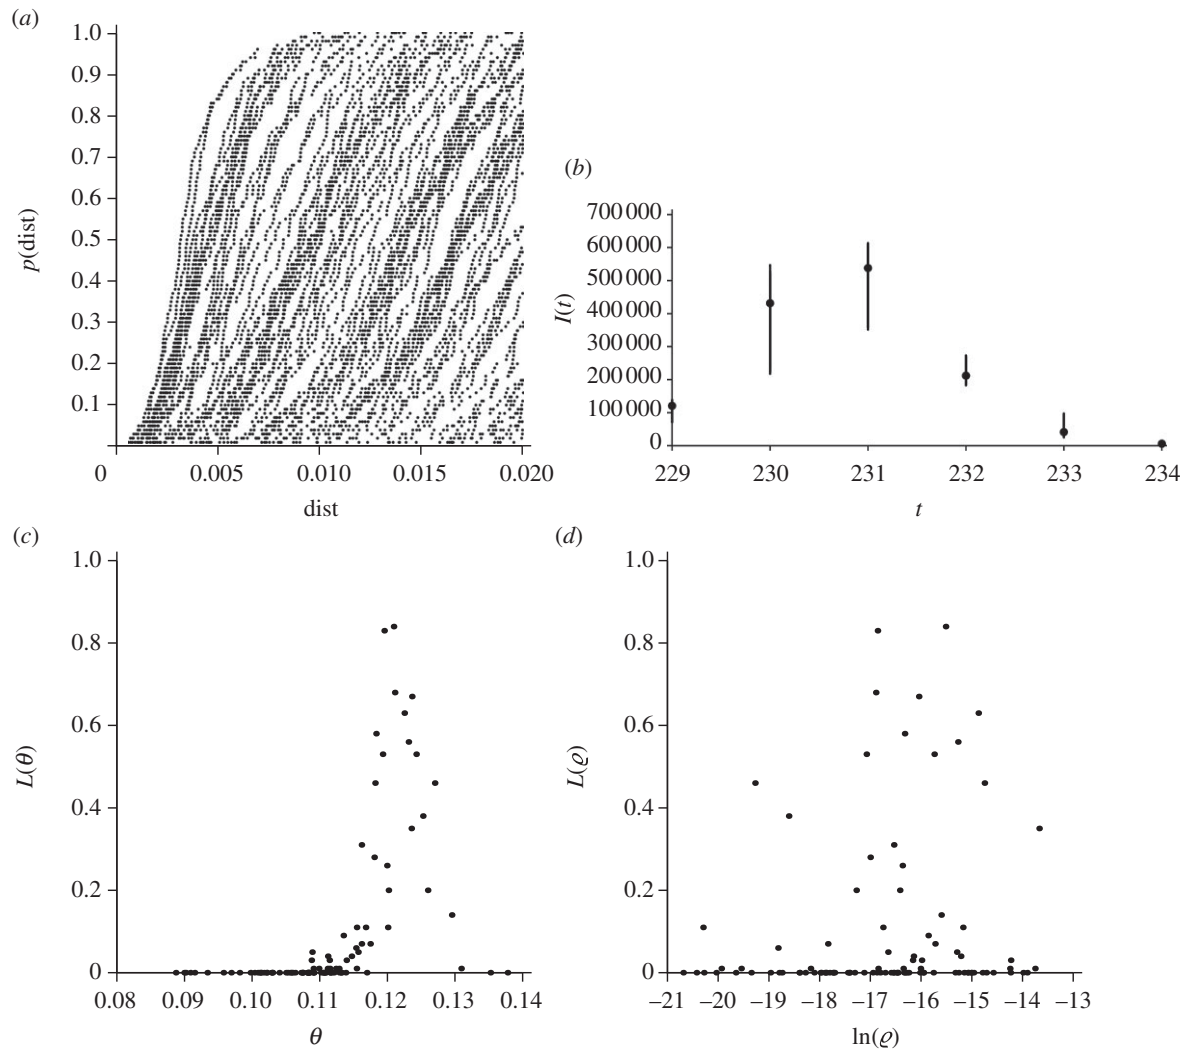 (a)
1.0
0.9
0.8
0.7
0.6
0.5
0.4
0.3
0.2
0.1
p(dist)
0 0.005 0.010 0.015 0.020
dist
(b)
700 000
600 000
500 000
400 000
300 000
200 000
100 000
0
I(t)
229 230 231 232 233 234
t
(c)
1.0
0.8
0.6
0.4
0.2
0
L(θ)
0.08 0.09 0.10 0.11 0.12 0.13 0.14
θ
(d)
1.0
0.8
0.6
0.4
0.2
0
L(ϱ)
–21 –20 –19 –18 –17 –16 –15 –14 –13
ln(ϱ)